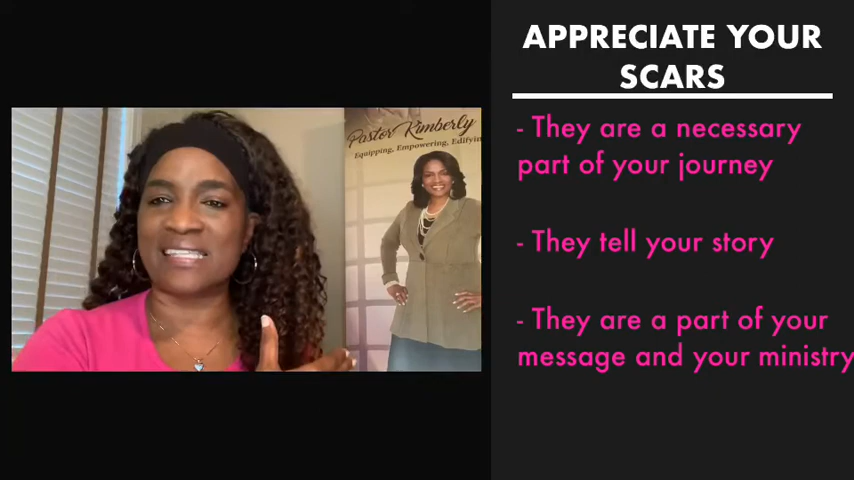 APPRECIATE YOUR
SCARS
- They are a necessary
part of your journey
- They tell your story
- They are a part of your
message and your ministry
Pastor Kimberly
Equipping, Empowering, Edifyin